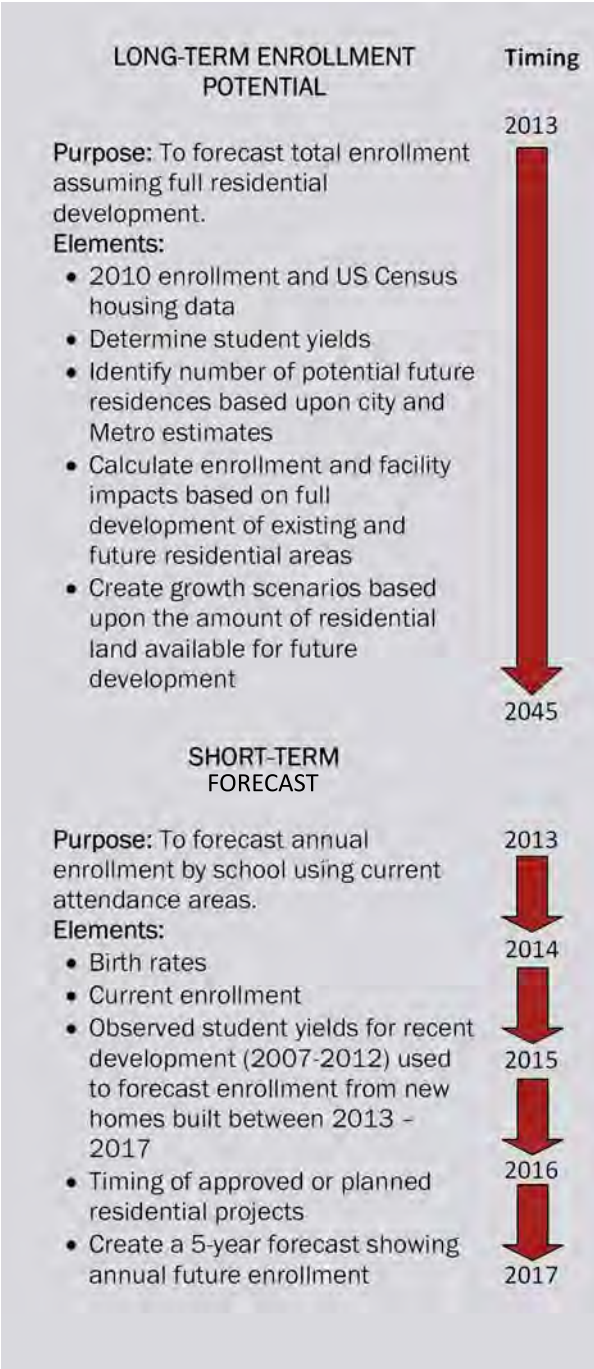 LONG-TERM ENROLLMENT
POTENTIAL
Timing
2013
Purpose: To forecast total enrollment
assuming full residential
development.
Elements:
• 2010 enrollment and US Census
housing data
• Determine student yields
• Identify number of potential future
residences based upon city and
Metro estimates
• Calculate enrollment and facility
impacts based on full
development of existing and
future residential areas
• Create growth scenarios based
upon the amount of residential
land available for future
development
2045
SHORT-TERM
FORECAST
Purpose: To forecast annual
enrollment by school using current
attendance areas.
Elements:
• Birth rates
• Current enrollment
• Observed student yields for recent
development (2007-2012) used
to forecast enrollment from new
homes built between 2013 –
2017
• Timing of approved or planned
residential projects
• Create a 5-year forecast showing
annual future enrollment
2013
2014
2015
2016
2017